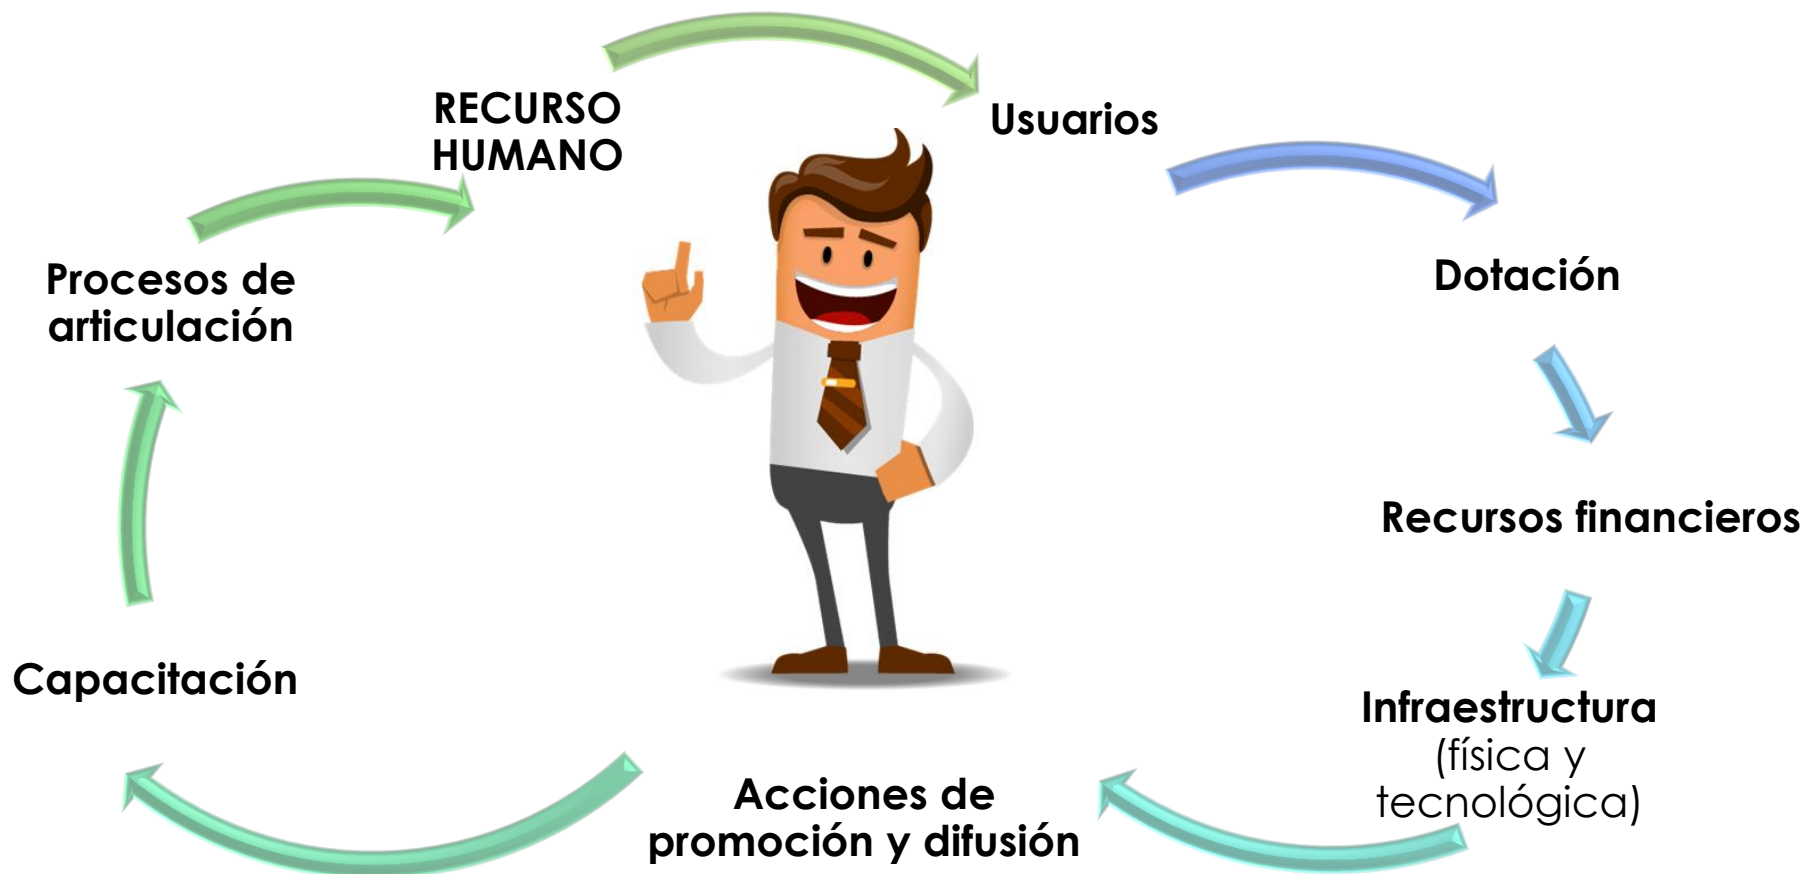 RECURSO
HUMANO
Usuarios
Dotación
Recursos financieros
Infraestructura
(física y
tecnológica)
Acciones de
promoción y difusión
Capacitación
Procesos de
articulación